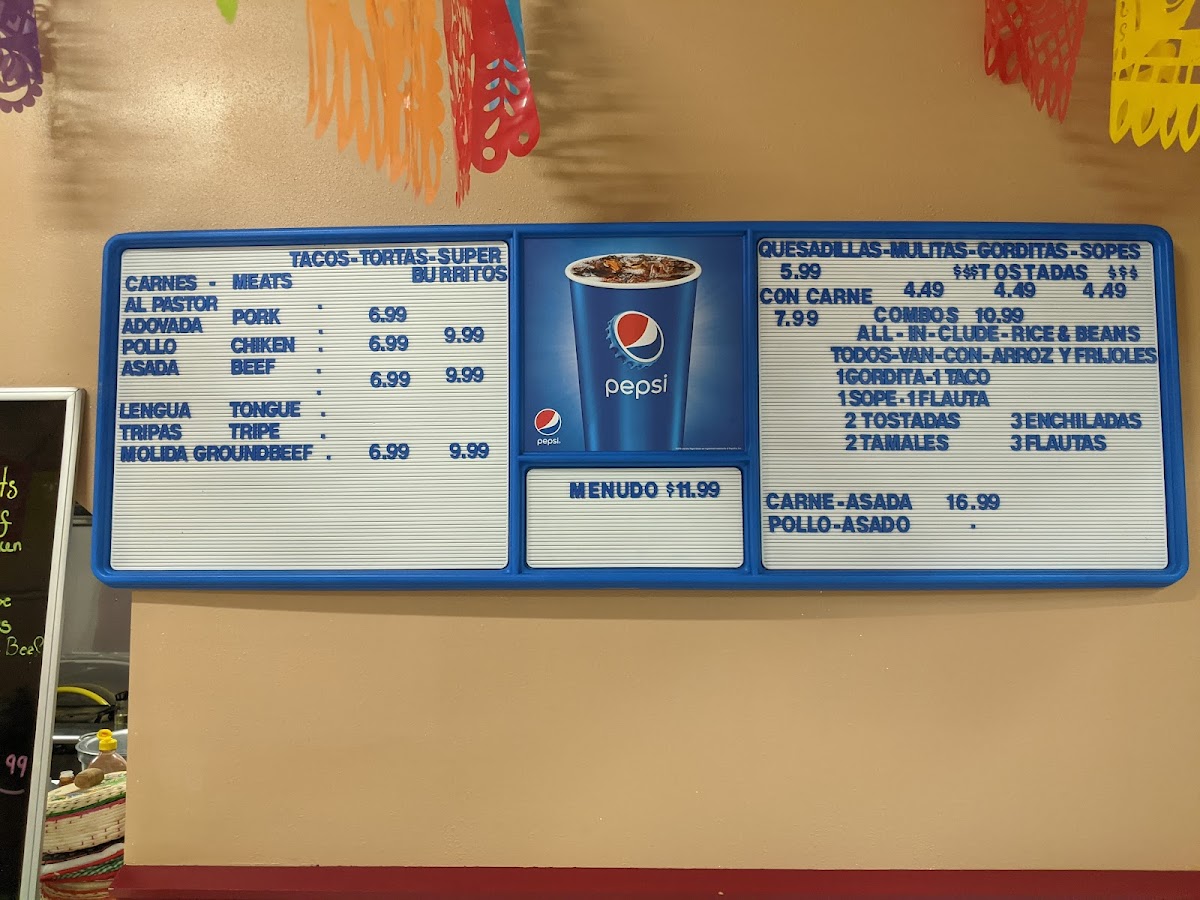 TACOS-TORTAS-SUPER
BURRITOS
CARNES - MEATS
AL PASTOR .
ADOVADA PORK . 6.99
9.99
POLLO CHIKEN . 6.99
ASADA BEEF . 6.99 9.99
.
LENGUA TONGUE .
TRIPAS TRIPE .
MOLIDA GROUNDBEEF . 6.99 9.99
pepsi
pepsi.
MENUDO $11.99
QUESADILLAS-MULITAS-GORDITAS-SOPES
5.99 $$$TOSTADAS $$$
CON CARNE 4.49 4.49 4.49
7.99 COMBOS 10.99
ALL-IN-CLUDE-RICE & BEANS
TODOS-VAN-CON-ARROZ Y FRIJOLES
1GORDITA-1 TACO
1SOPE-1FLAUTA
2 TOSTADAS 3 ENCHILADAS
2 TAMALES 3 FLAUTAS
CARNE-ASADA 16.99
POLLO-ASADO .
Beef
99